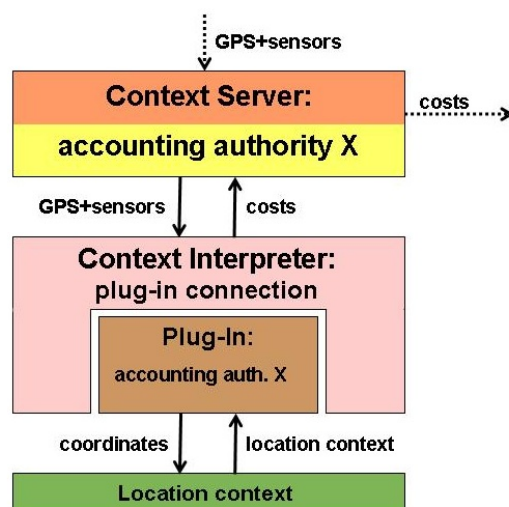 GPS+sensors
Context Server:
costs
accounting authority X
GPS+sensors
costs
Context Interpreter:
plug-in connection
Plug-In:
accounting auth. X
coordinates
location context
Location context